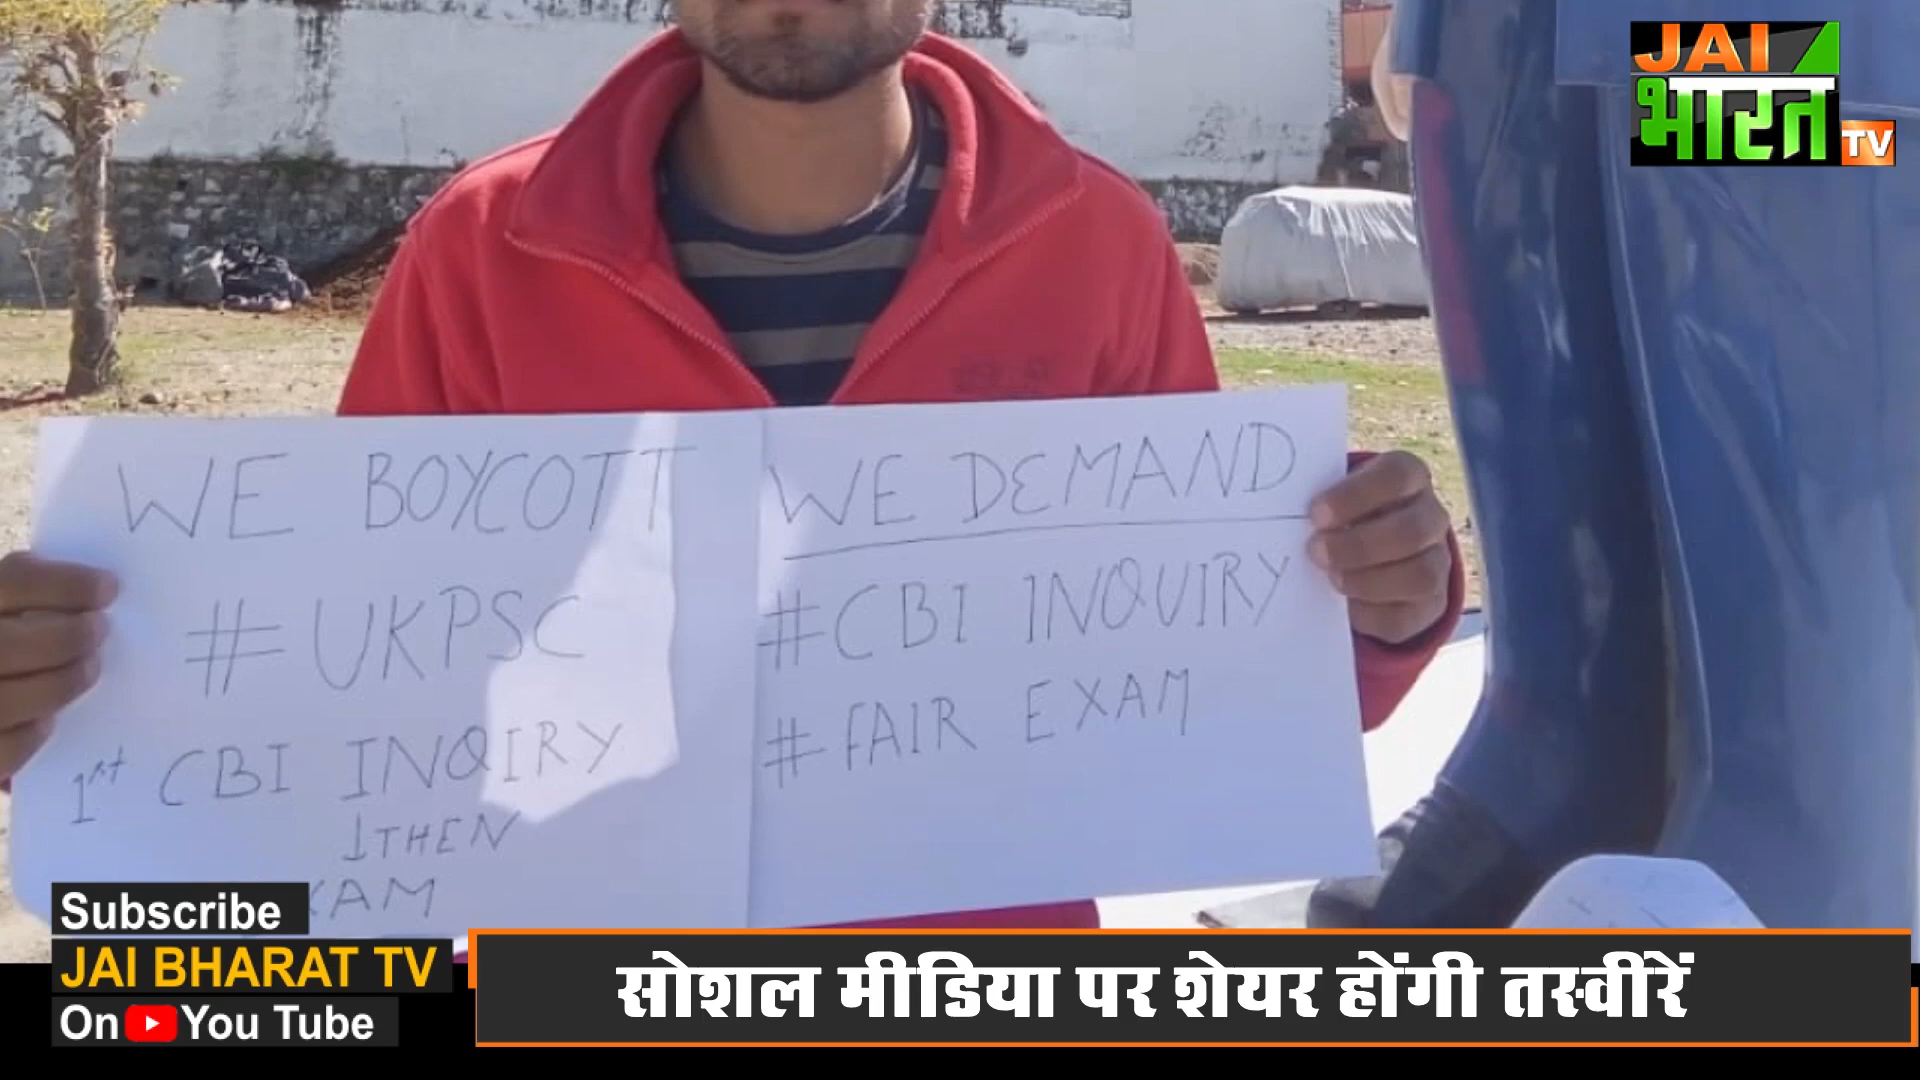 JAI
भारत
TV
WE BOYCOTT
#UKPSC
1st CBI INQIRY
THEN
XAM
WE DEMAND
#CBI INQUIRY
#FAIR EXAM
Subscribe
JAI BHARAT TV
On You Tube
सोशल मीडिया पर शेयर होंगी तस्वीरें